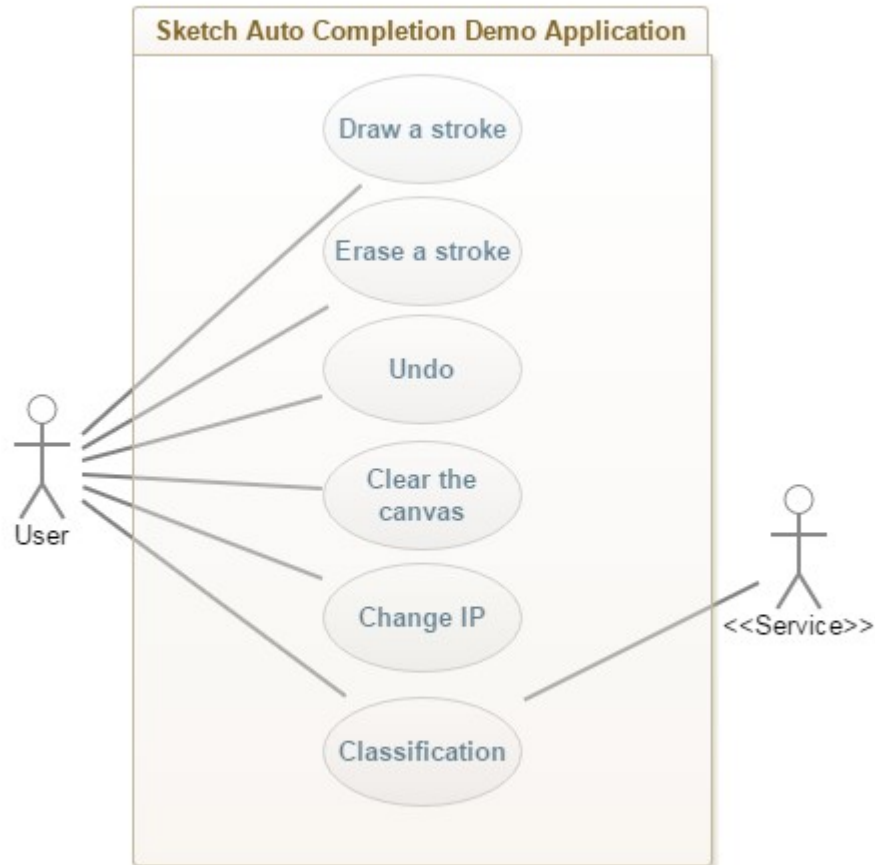 Sketch Auto Completion Demo Application
Draw a stroke
Erase a stroke
Undo
Clear the
canvas
Change IP
Classification
User
<<Service>>